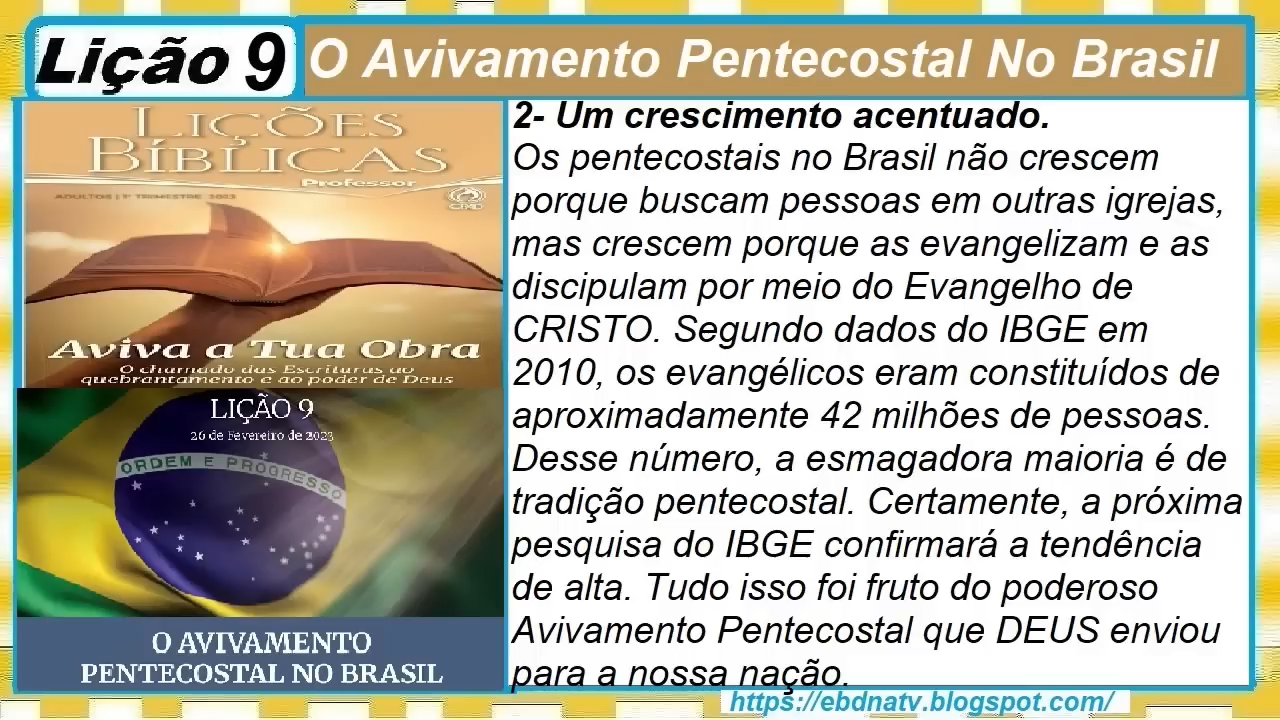 Lição 9
O Avivamento Pentecostal No Brasil
LIÇÕES
BÍBLICAS
Professor
ADULTOS | 1º TRIMESTRE 2023
CPAD
Aviva a Tua Obra
O chamado das Escrituras ao
quebrantamento e ao poder de Deus
LIÇÃO 9
26 de Fevereiro de 2023
ORDEM E PROGRESSO
O AVIVAMENTO
PENTECOSTAL NO BRASIL
2- Um crescimento acentuado.
Os pentecostais no Brasil não crescem
porque buscam pessoas em outras igrejas,
mas crescem porque as evangelizam e as
discipulam por meio do Evangelho de
CRISTO. Segundo dados do IBGE em
2010, os evangélicos eram constituídos de
aproximadamente 42 milhões de pessoas.
Desse número, a esmagadora maioria é de
tradição pentecostal. Certamente, a próxima
pesquisa do IBGE confirmará a tendência
de alta. Tudo isso foi fruto do poderoso
Avivamento Pentecostal que DEUS enviou
para a nossa nação.
https://ebdnatv.blogspot.com/